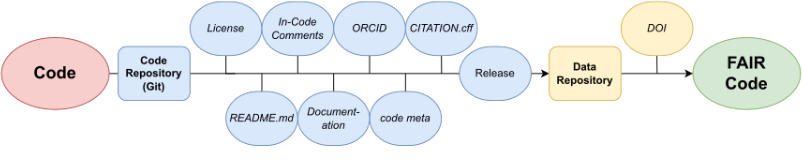 Code
Code
Repository
(Git)
License
In-Code
Comments
ORCID
CITATION.cff
README.md
Document-
ation
code meta
Release
Data
Repository
DOI
FAIR
Code